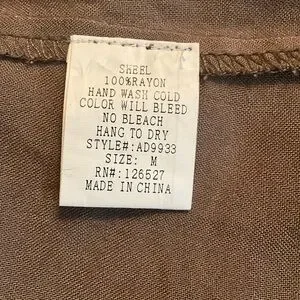 SHEEL
100%RAYON
HAND WASH COLD
COLOR WILL BLEED
NO BLEACH
HANG TO DRY
STYLE#:AD9933
SIZE: M
RN#:126527
MADE IN CHINA